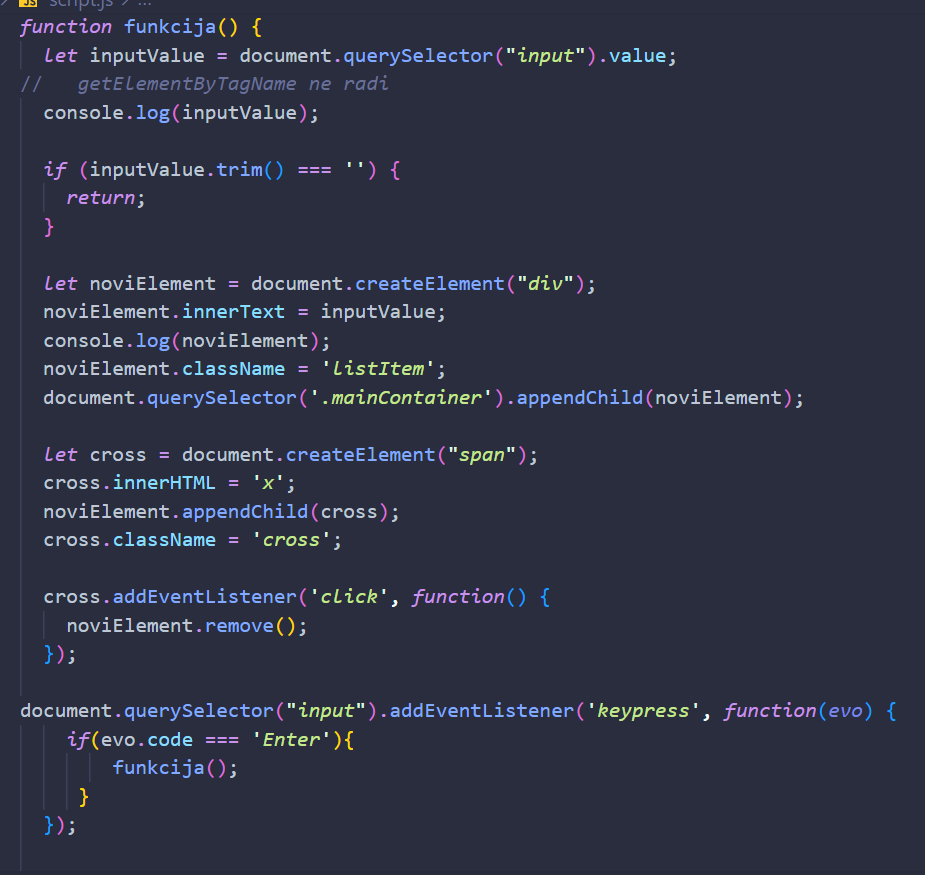 JS script.js > ...
function funkcija() {
  let inputValue = document.querySelector("input").value;
//   getElementByTagName ne radi
  console.log(inputValue);

  if (inputValue.trim() === '') {
    return;
  }

  let noviElement = document.createElement("div");
  noviElement.innerText = inputValue;
  console.log(noviElement);
  noviElement.className = 'listItem';
  document.querySelector('.mainContainer').appendChild(noviElement);

  let cross = document.createElement("span");
  cross.innerHTML = 'x';
  noviElement.appendChild(cross);
  cross.className = 'cross';

  cross.addEventListener('click', function() {
    noviElement.remove();
  });

document.querySelector("input").addEventListener('keypress', function(evo) {
    if(evo.code === 'Enter'){
        funkcija();
     }
  });